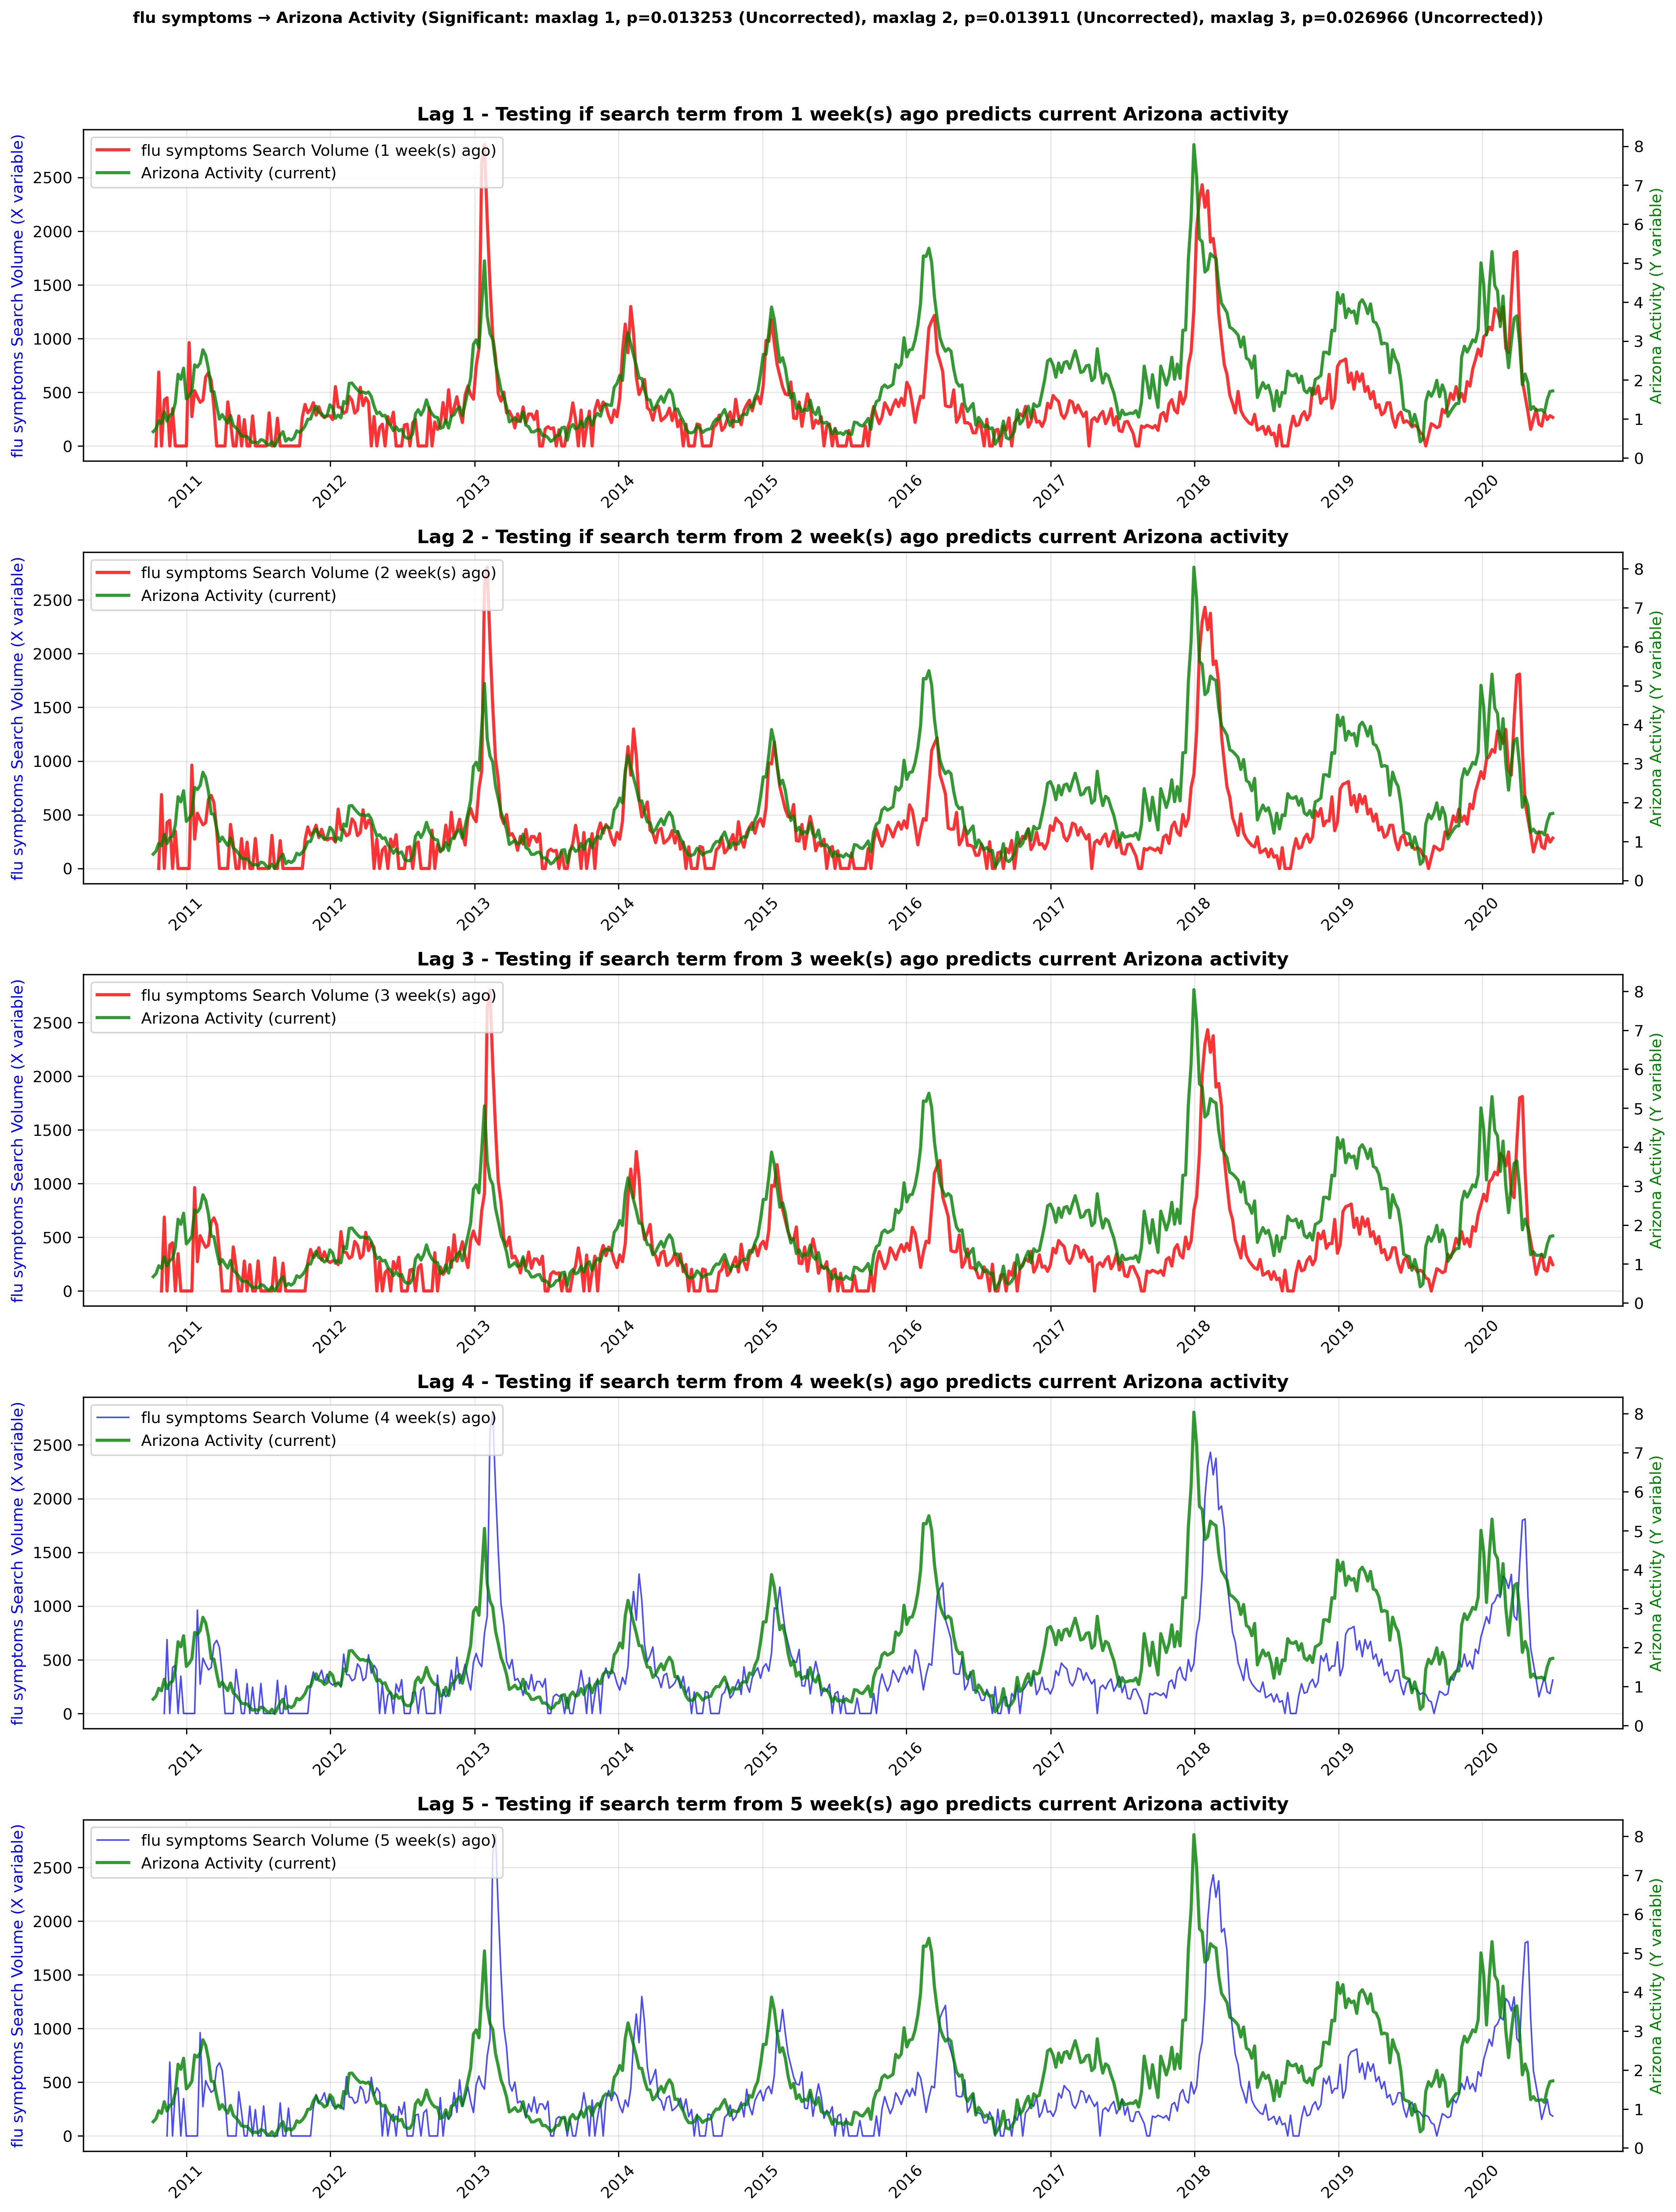 flu symptoms → Arizona Activity (Significant: maxlag 1, p=0.013253 (Uncorrected), maxlag 2, p=0.013911 (Uncorrected), maxlag 3, p=0.026966 (Uncorrected))
Lag 1 - Testing if search term from 1 week(s) ago predicts current Arizona activity
flu symptoms Search Volume (1 week(s) ago)
Arizona Activity (current)
flu symptoms Search Volume (X variable)
2500
2000
1500
1000
500
0
8
7
6
5
4
3
2
1
0
Arizona Activity (Y variable)
2011 2012 2013 2014 2015 2016 2017 2018 2019 2020
Lag 2 - Testing if search term from 2 week(s) ago predicts current Arizona activity
flu symptoms Search Volume (2 week(s) ago)
Arizona Activity (current)
flu symptoms Search Volume (X variable)
2500
2000
1500
1000
500
0
8
7
6
5
4
3
2
1
0
Arizona Activity (Y variable)
2011 2012 2013 2014 2015 2016 2017 2018 2019 2020
Lag 3 - Testing if search term from 3 week(s) ago predicts current Arizona activity
flu symptoms Search Volume (3 week(s) ago)
Arizona Activity (current)
flu symptoms Search Volume (X variable)
2500
2000
1500
1000
500
0
8
7
6
5
4
3
2
1
0
Arizona Activity (Y variable)
2011 2012 2013 2014 2015 2016 2017 2018 2019 2020
Lag 4 - Testing if search term from 4 week(s) ago predicts current Arizona activity
flu symptoms Search Volume (4 week(s) ago)
Arizona Activity (current)
flu symptoms Search Volume (X variable)
2500
2000
1500
1000
500
0
8
7
6
5
4
3
2
1
0
Arizona Activity (Y variable)
2011 2012 2013 2014 2015 2016 2017 2018 2019 2020
Lag 5 - Testing if search term from 5 week(s) ago predicts current Arizona activity
flu symptoms Search Volume (5 week(s) ago)
Arizona Activity (current)
flu symptoms Search Volume (X variable)
2500
2000
1500
1000
500
0
8
7
6
5
4
3
2
1
0
Arizona Activity (Y variable)
2011 2012 2013 2014 2015 2016 2017 2018 2019 2020